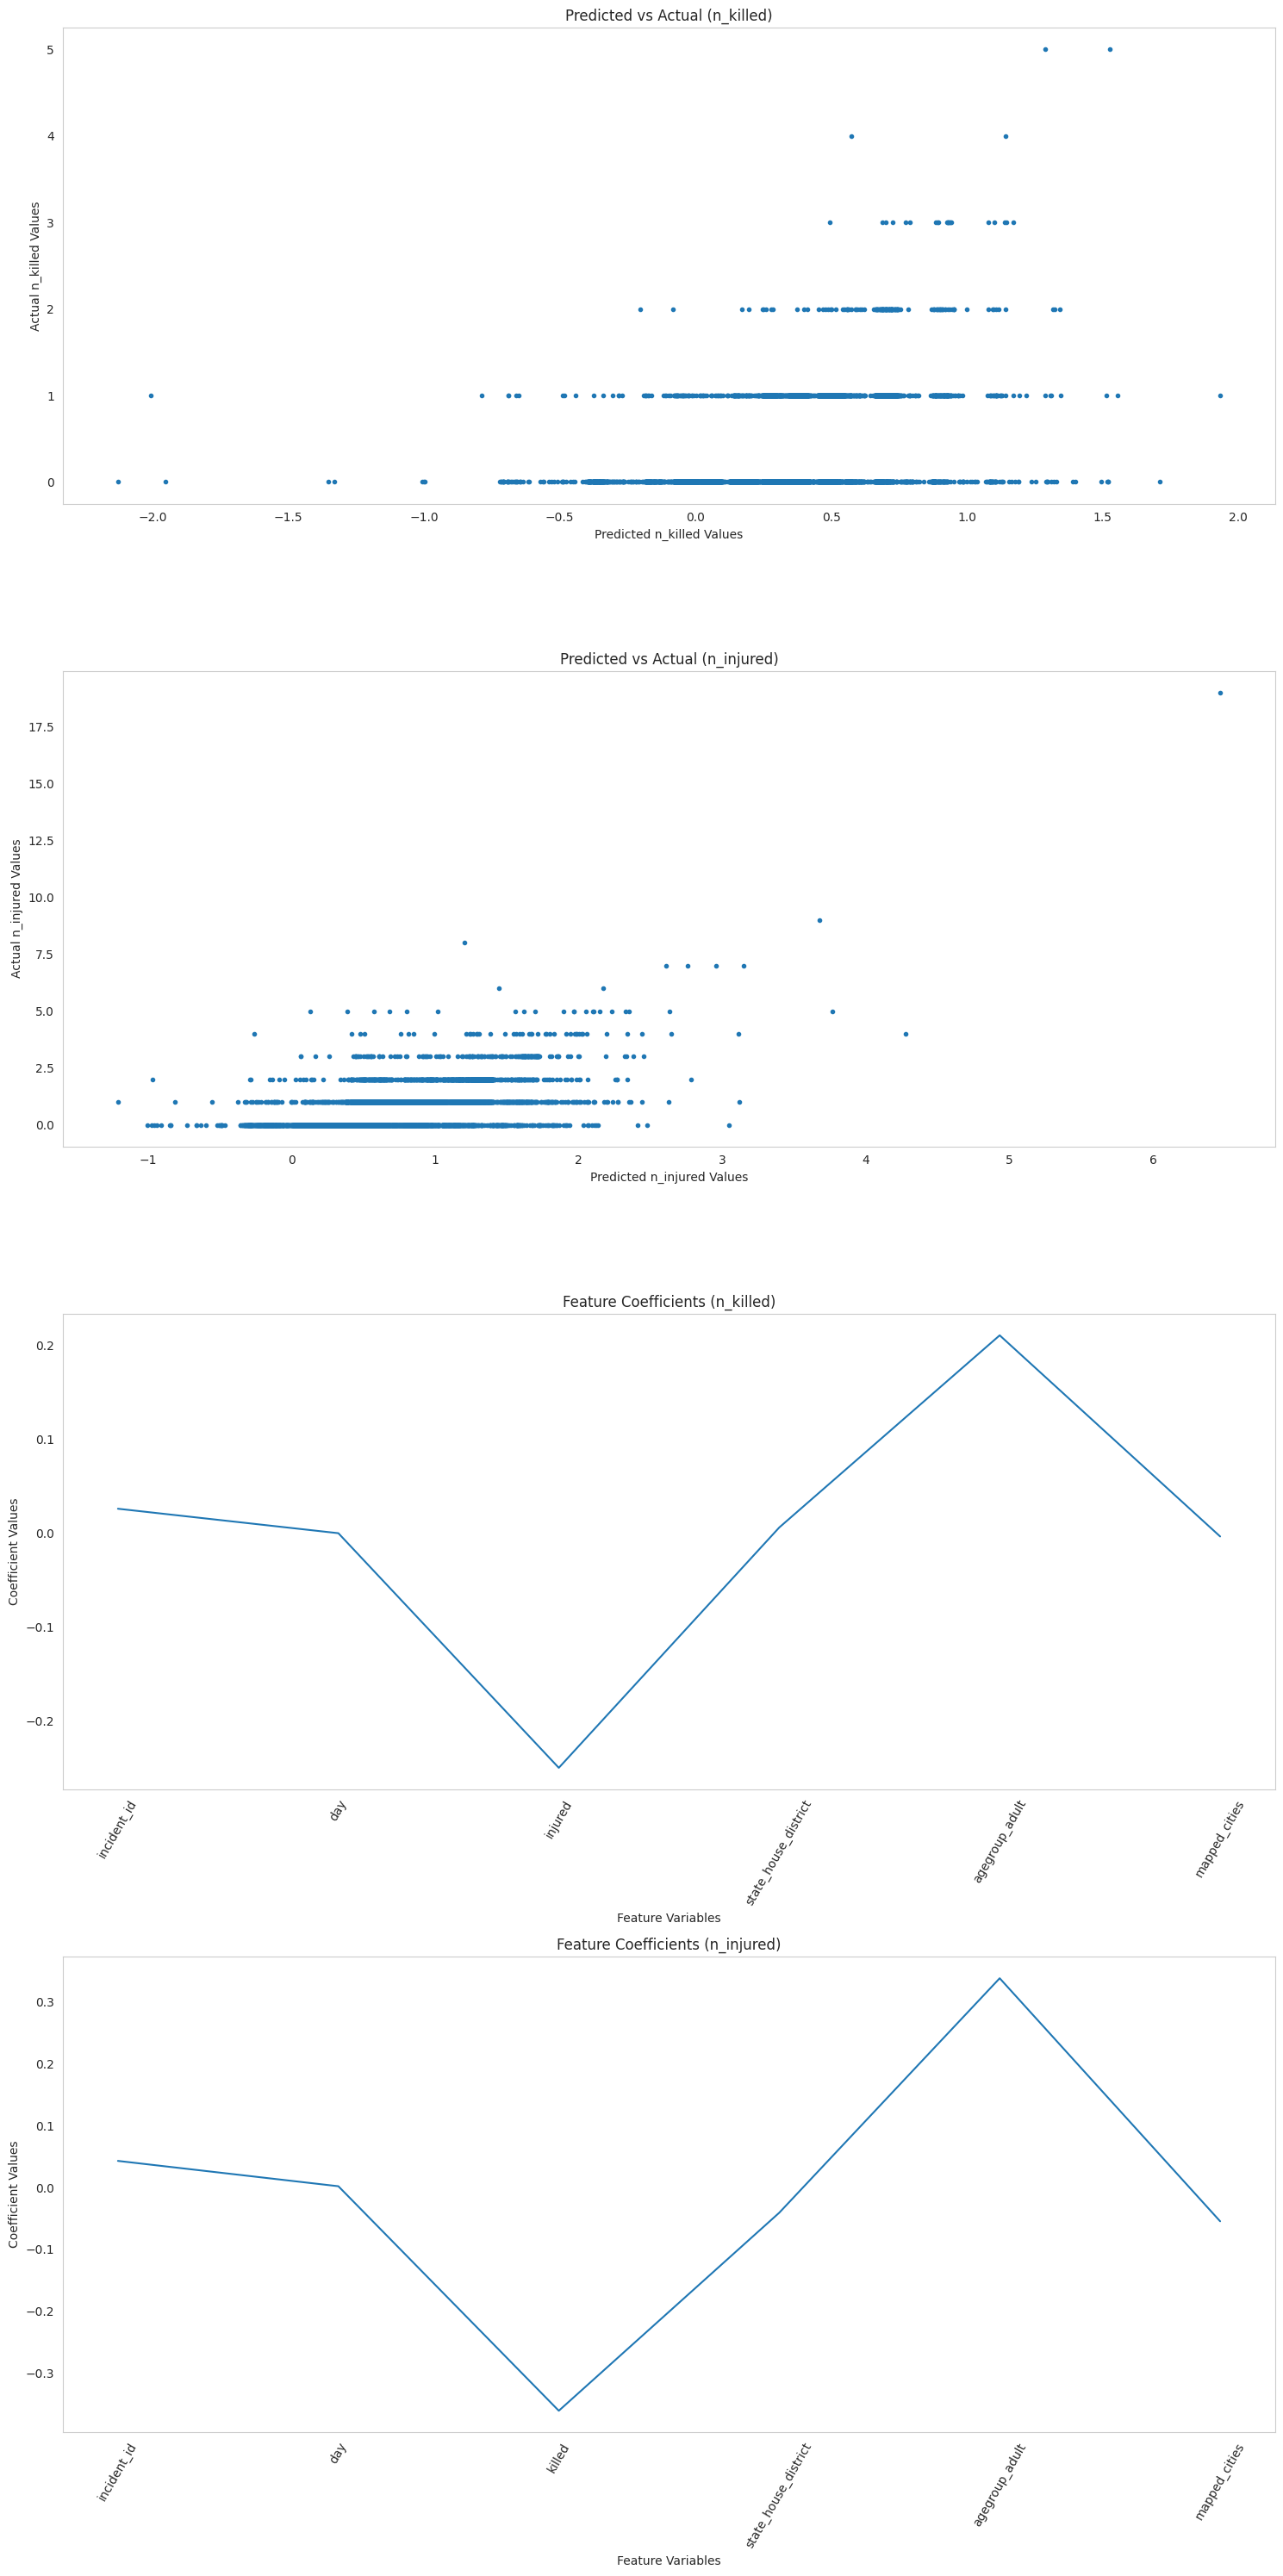 Predicted vs Actual (n_killed)
Actual n_killed Values
5
4
3
2
1
0
−2.0 −1.5 −1.0 −0.5 0.0 0.5 1.0 1.5 2.0
Predicted n_killed Values
Predicted vs Actual (n_injured)
Actual n_injured Values
17.5
15.0
12.5
10.0
7.5
5.0
2.5
0.0
−1 0 1 2 3 4 5 6
Predicted n_injured Values
Feature Coefficients (n_killed)
Coefficient Values
0.2
0.1
0.0
−0.1
−0.2
incident_id day injured state_house_district agegroup_adult mapped_cities
Feature Variables
Feature Coefficients (n_injured)
Coefficient Values
0.3
0.2
0.1
0.0
−0.1
−0.2
−0.3
incident_id day killed state_house_district agegroup_adult mapped_cities
Feature Variables